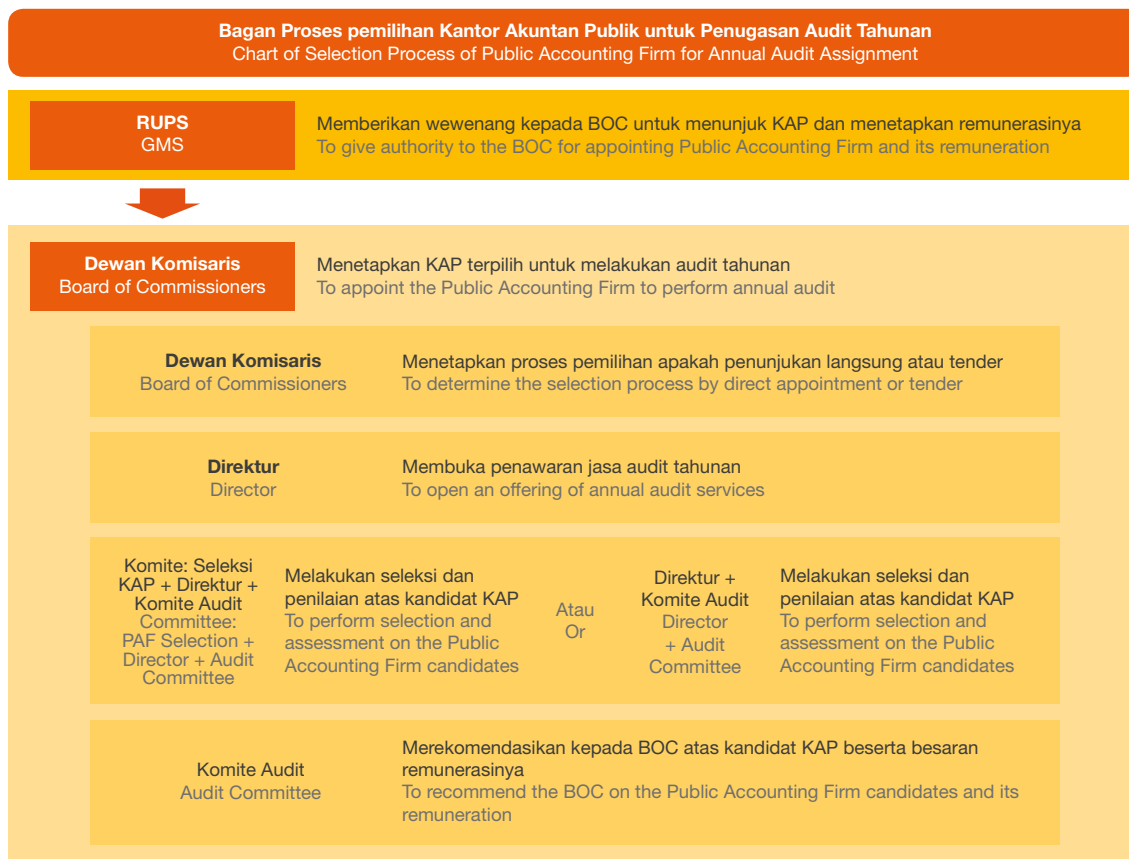 Bagan Proses pemilihan Kantor Akuntan Publik untuk Penugasan Audit Tahunan
Chart of Selection Process of Public Accounting Firm for Annual Audit Assignment
RUPS
GMS
Memberikan wewenang kepada BOC untuk menunjuk KAP dan menetapkan remunerasinya
To give authority to the BOC for appointing Public Accounting Firm and its remuneration
Dewan Komisaris
Board of Commissioners
Menetapkan KAP terpilih untuk melakukan audit tahunan
To appoint the Public Accounting Firm to perform annual audit
Dewan Komisaris
Board of Commissioners
Menetapkan proses pemilihan apakah penunjukan langsung atau tender
To determine the selection process by direct appointment or tender
Direktur
Director
Membuka penawaran jasa audit tahunan
To open an offering of annual audit services
Komite: Seleksi
KAP + Direktur +
Komite Audit
Committee:
PAF Selection +
Director + Audit
Committee
Melakukan seleksi dan
penilaian atas kandidat KAP
To perform selection and
assessment on the Public
Accounting Firm candidates
Atau
Or
Direktur +
Komite Audit
Director
+ Audit
Committee
Melakukan seleksi dan
penilaian atas kandidat KAP
To perform selection and
assessment on the Public
Accounting Firm candidates
Komite Audit
Audit Committee
Merekomendasikan kepada BOC atas kandidat KAP beserta besaran
remunerasinya
To recommend the BOC on the Public Accounting Firm candidates and its
remuneration